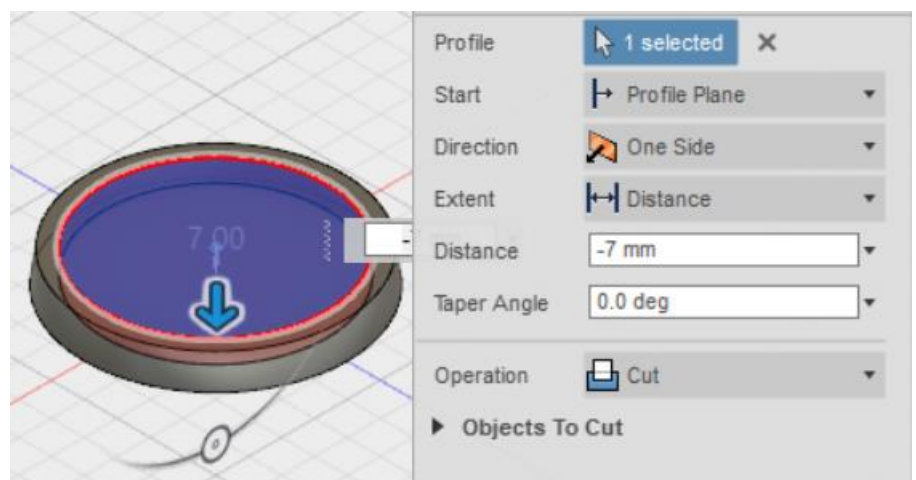 Profile 1 selected
Start Profile Plane
Direction One Side
Extent Distance
Distance -7 mm
Taper Angle 0.0 deg
Operation Cut
Objects To Cut
7.00